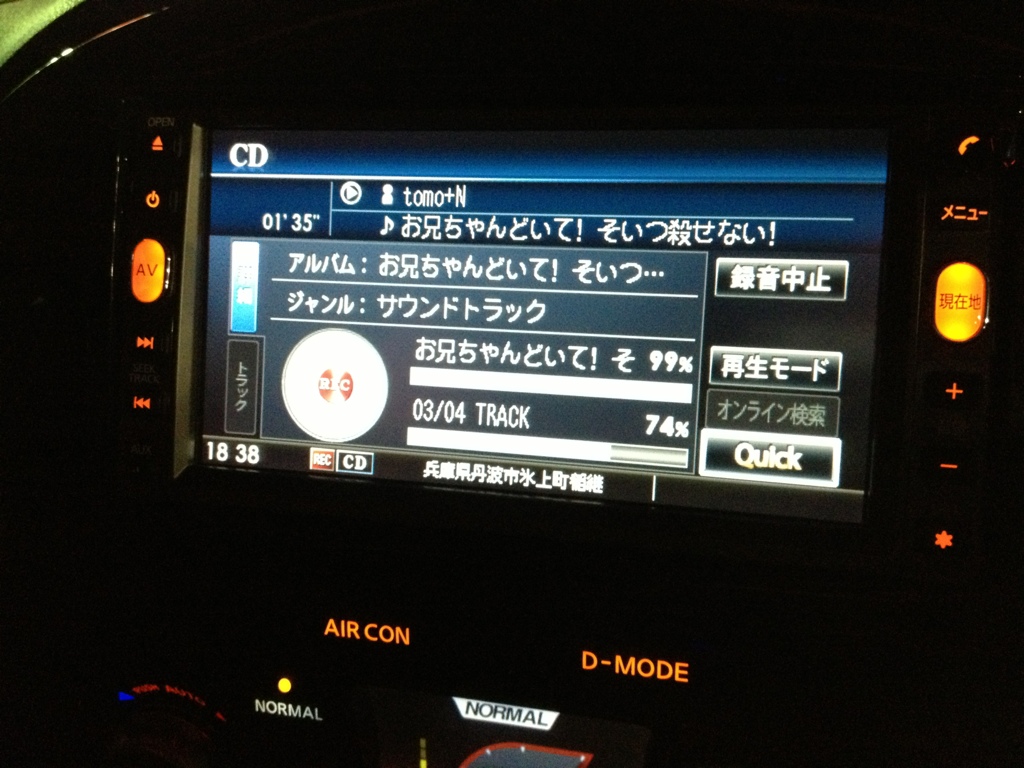 OPEN
CD
tomo+N
01'35"
♪お兄ちゃんどいて! そいつ殺せない!
アルバム: お兄ちゃんどいて! そいつ…
ジャンル: サウンドトラック
録音中止
お兄ちゃんどいて! そ 99%
再生モード
REC
トラック
03/04 TRACK
74%
オンライン検索
Quick
18 38
REC CD
兵庫県丹波市氷上町稲継
AV
SEEK
TRACK
AUX
メニュー
現在地
+
-
AIR CON
D-MODE
PUSH AUTO
NORMAL
NORMAL